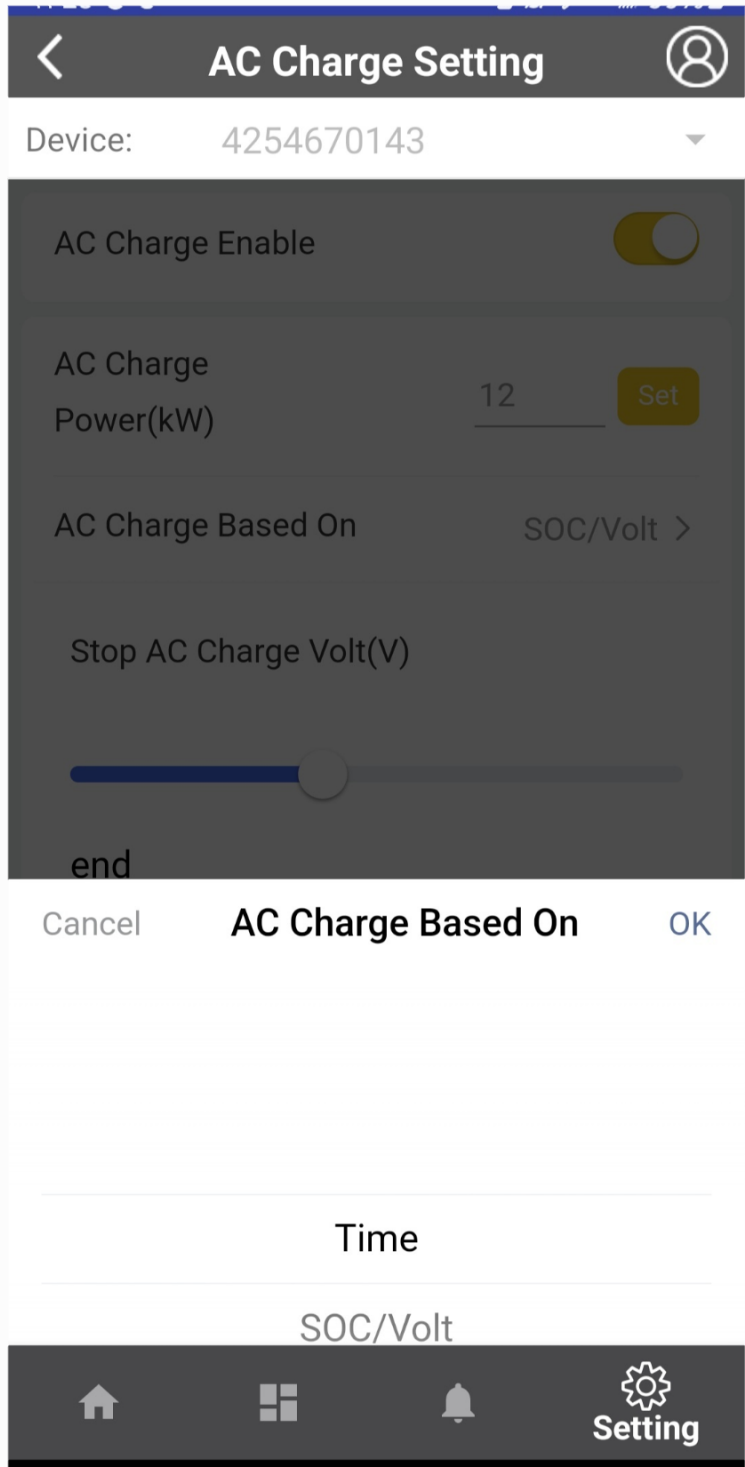 AC Charge Setting
Device: 4254670143
AC Charge Enable
AC Charge
Power(kW)
12
Set
AC Charge Based On
SOC/Volt >
Stop AC Charge Volt(V)
end
Cancel
AC Charge Based On
OK
Time
SOC/Volt
Setting